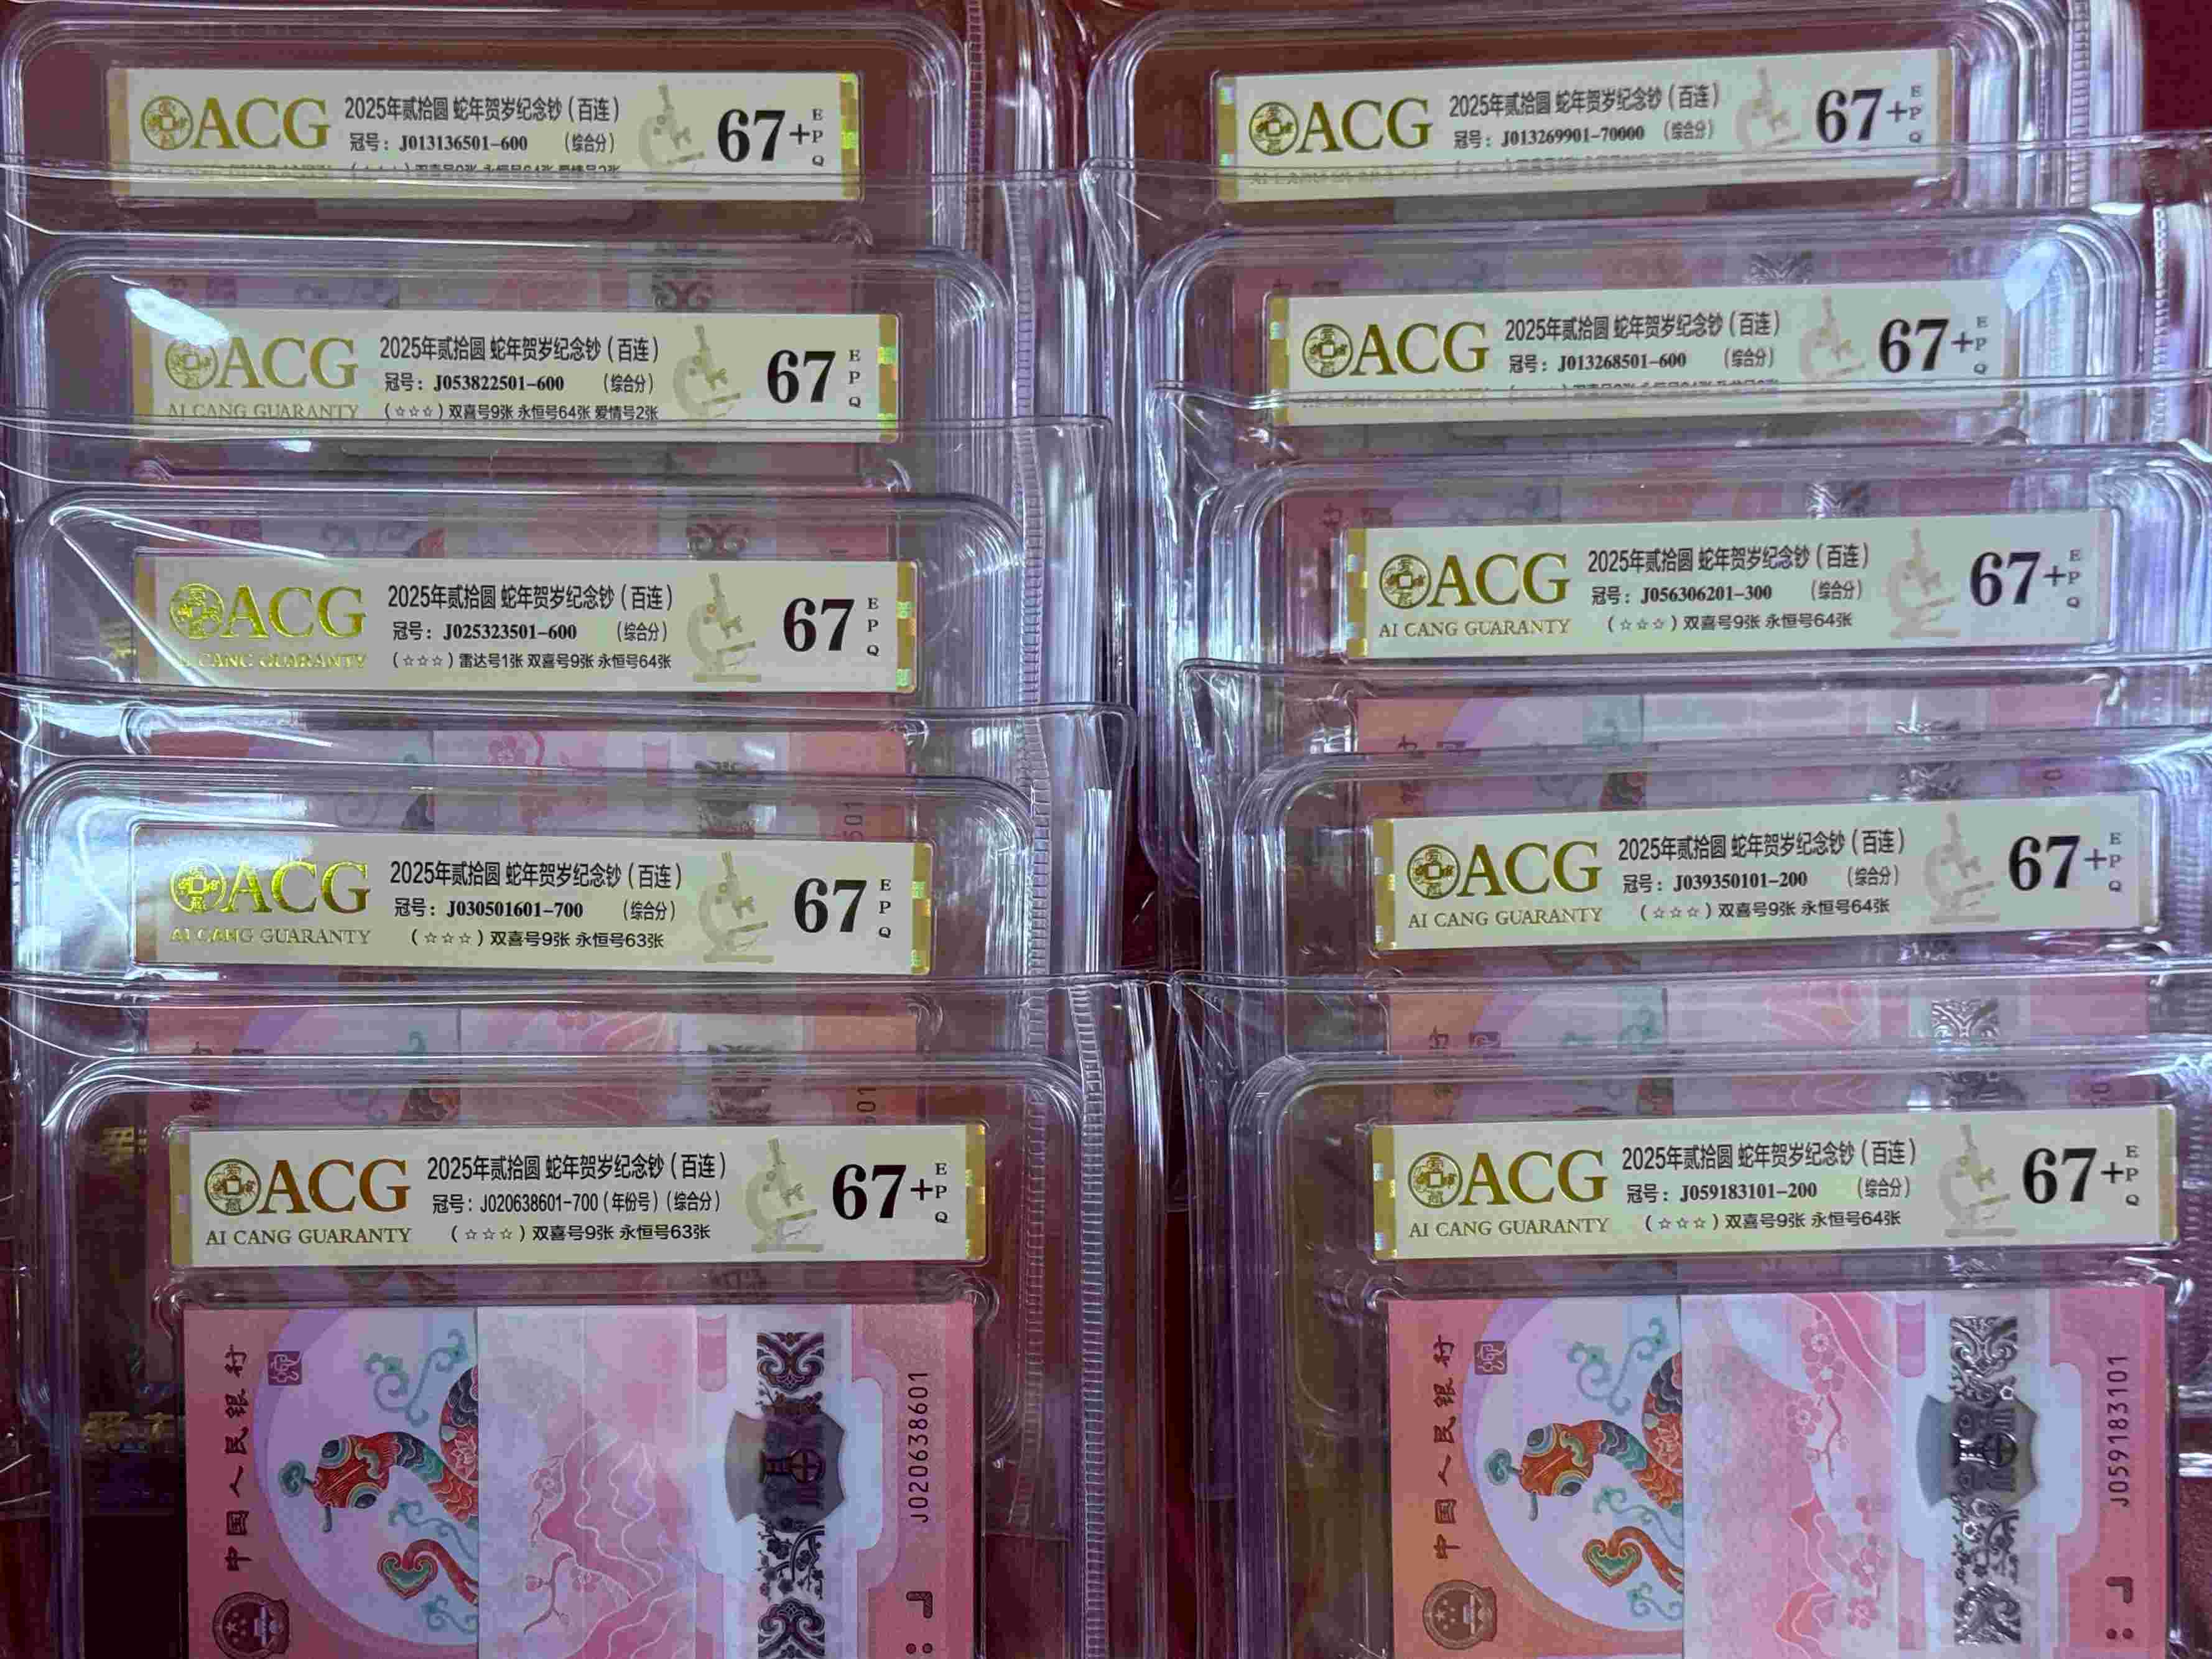 ACG
2025年贰拾圆 蛇年贺岁纪念钞(百连)
冠号: J013136501-600 (综合分)
67+ EPQ
AI CANG GUARANTY (☆☆☆) 双喜号9张 永恒号64张 爱情号2张
ACG
2025年贰拾圆 蛇年贺岁纪念钞(百连)
冠号: J053822501-600 (综合分)
67 EPQ
AI CANG GUARANTY (☆☆☆) 双喜号9张 永恒号64张 爱情号2张
ACG
2025年贰拾圆 蛇年贺岁纪念钞(百连)
冠号: J025323501-600 (综合分)
67 EPQ
AI CANG GUARANTY (☆☆☆) 雷达号1张 双喜号9张 永恒号64张
601
ACG
2025年贰拾圆 蛇年贺岁纪念钞(百连)
冠号: J030501601-700 (综合分)
67 EPQ
AI CANG GUARANTY (☆☆☆) 双喜号9张 永恒号63张
ACG
2025年贰拾圆 蛇年贺岁纪念钞(百连)
冠号: J020638601-700 (年份号) (综合分)
67+ EPQ
AI CANG GUARANTY (☆☆☆) 双喜号9张 永恒号63张
中国人民银行
J020638601
J
ACG
2025年贰拾圆 蛇年贺岁纪念钞(百连)
冠号: J013269901-70000 (综合分)
67+ EPQ
ACG
2025年贰拾圆 蛇年贺岁纪念钞(百连)
冠号: J013268501-600 (综合分)
67+ EPQ
ACG
2025年贰拾圆 蛇年贺岁纪念钞(百连)
冠号: J056306201-300 (综合分)
67+ EPQ
AI CANG GUARANTY (☆☆☆) 双喜号9张 永恒号64张
ACG
2025年贰拾圆 蛇年贺岁纪念钞(百连)
冠号: J039350101-200 (综合分)
67+ EPQ
AI CANG GUARANTY (☆☆☆) 双喜号9张 永恒号64张
ACG
2025年贰拾圆 蛇年贺岁纪念钞(百连)
冠号: J059183101-200 (综合分)
67+ EPQ
AI CANG GUARANTY (☆☆☆) 双喜号9张 永恒号64张
中国人民银行
J059183101
J